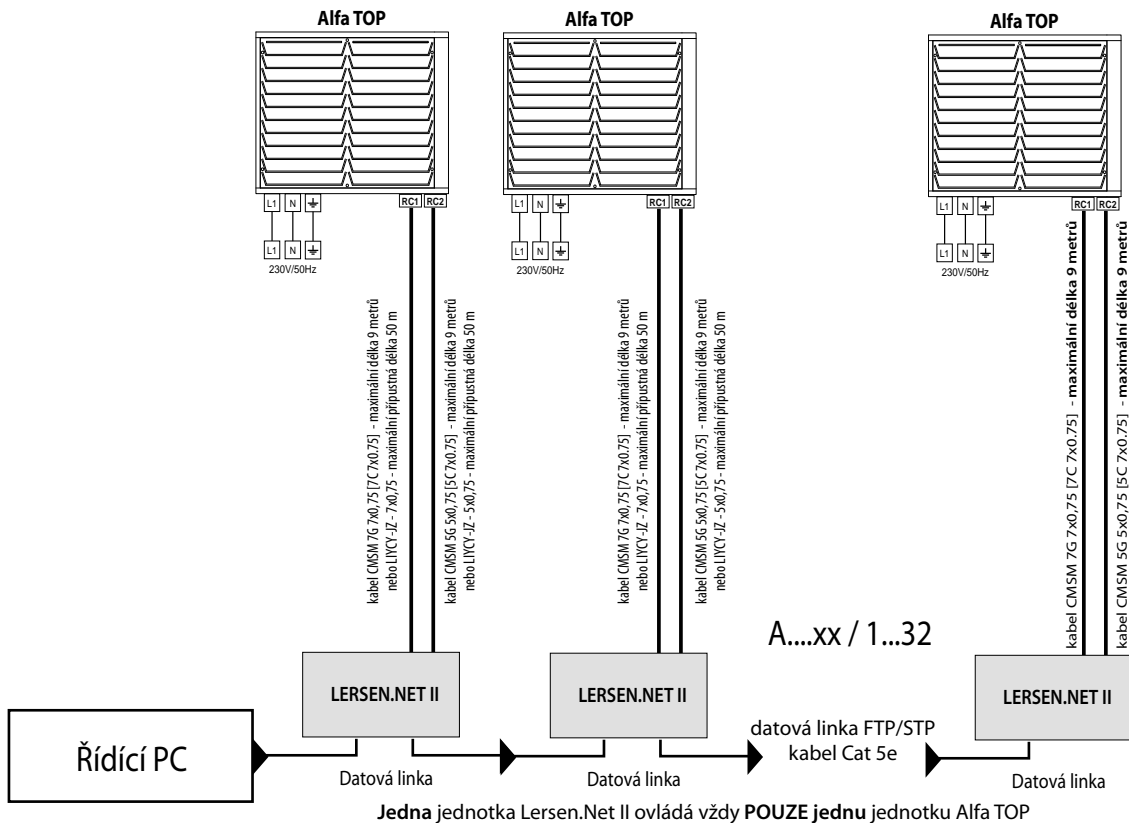 Alfa TOP
Alfa TOP
Alfa TOP
L1 N
RC1 RC2
L1 N
RC1 RC2
L1 N
RC1 RC2
L1 N
L1 N
L1 N
230V/50Hz
230V/50Hz
230V/50Hz
kabel CMSM 7G 7x0,75 [7C 7x0.75] - maximální délka 9 metrů
nebo LIYCY-JZ - 7x0,75 - maximální přípustná délka 50 m
kabel CMSM 5G 5x0,75 [5C 7x0.75] - maximální délka 9 metrů
nebo LIYCY-JZ - 5x0,75 - maximální přípustná délka 50 m
kabel CMSM 7G 7x0,75 [7C 7x0.75] - maximální délka 9 metrů
nebo LIYCY-JZ - 7x0,75 - maximální přípustná délka 50 m
kabel CMSM 5G 5x0,75 [5C 7x0.75] - maximální délka 9 metrů
nebo LIYCY-JZ - 5x0,75 - maximální přípustná délka 50 m
kabel CMSM 7G 7x0,75 [7C 7x0.75] - maximální délka 9 metrů
kabel CMSM 5G 5x0,75 [5C 7x0.75] - maximální délka 9 metrů
A....xx / 1...32
LERSEN.NET II
LERSEN.NET II
LERSEN.NET II
Řídící PC
datová linka FTP/STP
kabel Cat 5e
Datová linka
Datová linka
Datová linka
Jedna jednotka Lersen.Net II ovládá vždy POUZE jednu jednotku Alfa TOP